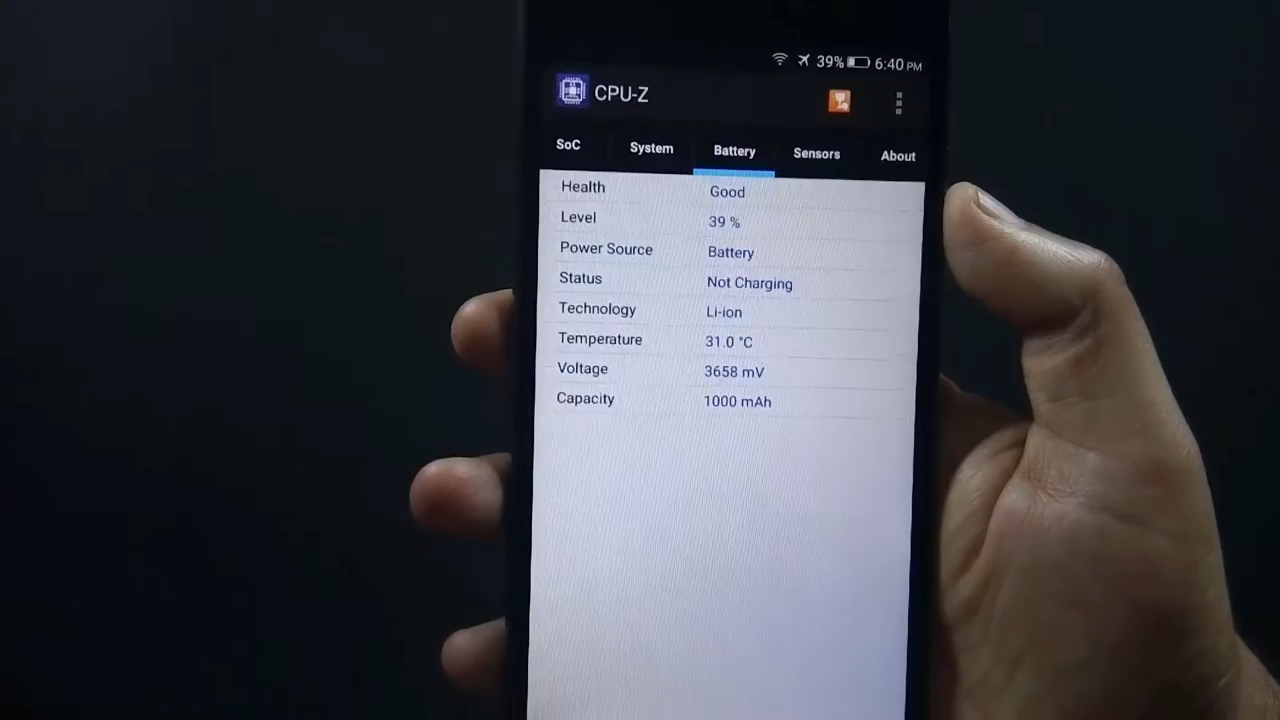 39% 6:40 PM
CPU-Z
SoC System Battery Sensors About
Health Good
Level 39 %
Power Source Battery
Status Not Charging
Technology Li-ion
Temperature 31.0 °C
Voltage 3658 mV
Capacity 1000 mAh